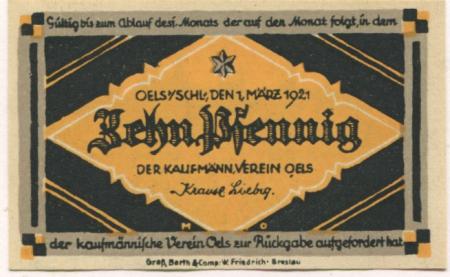 Gültig bis zum Ablauf des j. Monats der auf den Monat folgt, in dem
OELS i/SCHL, DEN 1. MÄRZ 1921
Zehn Pfennig
DER KAUFMÄNN. VEREIN OELS
Krause Liebrg.
M O
der kaufmännische Verein Oels zur Rückgabe aufgefordert hat
Graß, Barth & Comp. W. Friedrich - Breslau